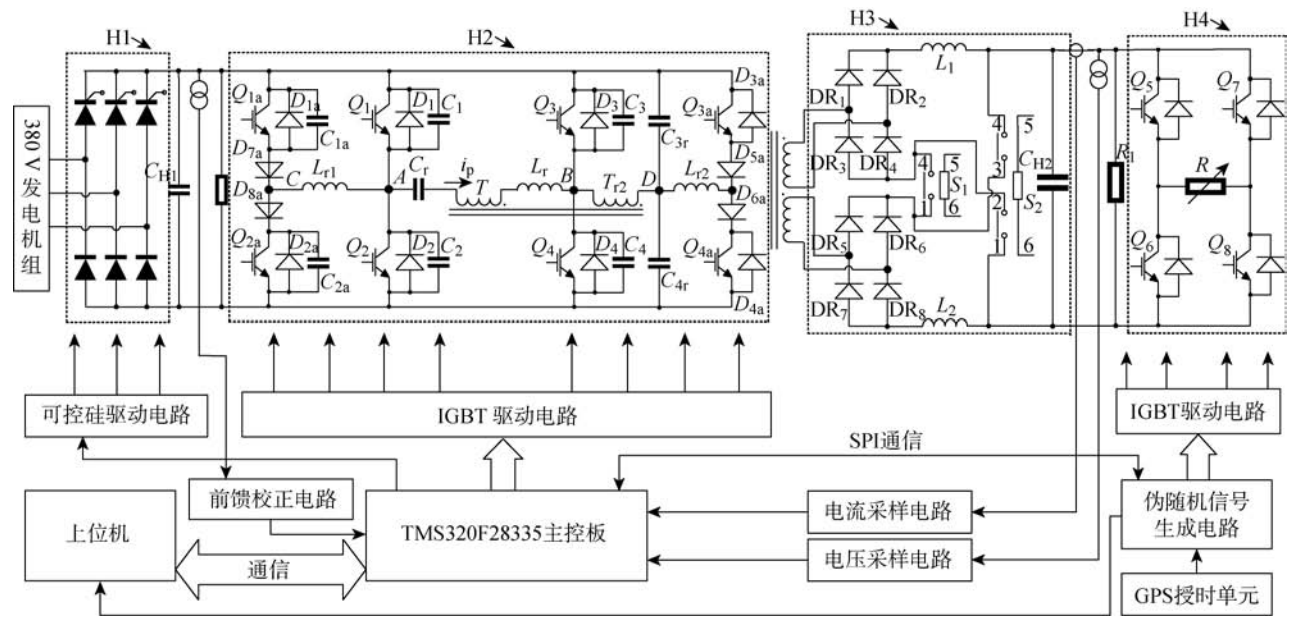 H1
H2
H3
H4
380 V 发电机组
C_H1
Q_1a
D_1a
C_1a
Q_1
D_1
C_1
Q_3
D_3
C_3
C_3r
Q_3a
D_3a
D_7a
D_5a
D_8a
C
L_r1
A
C_r
i_p
T
L_r
B
T_r2
D
L_r2
D_6a
Q_2a
D_2a
C_2a
Q_2
D_2
C_2
Q_4
D_4
C_4
C_4r
Q_4a
D_4a
L_1
DR_1
DR_2
DR_3
DR_4
DR_5
DR_6
DR_7
DR_8
L_2
4
5
1
6
S_1
4
5
3
2
1
6
S_2
C_H2
R_1
Q_5
Q_7
R
Q_6
Q_8
可控硅驱动电路
IGBT 驱动电路
IGBT驱动电路
SPI通信
前馈校正电路
上位机
通信
TMS320F28335主控板
电流采样电路
电压采样电路
伪随机信号
生成电路
GPS授时单元